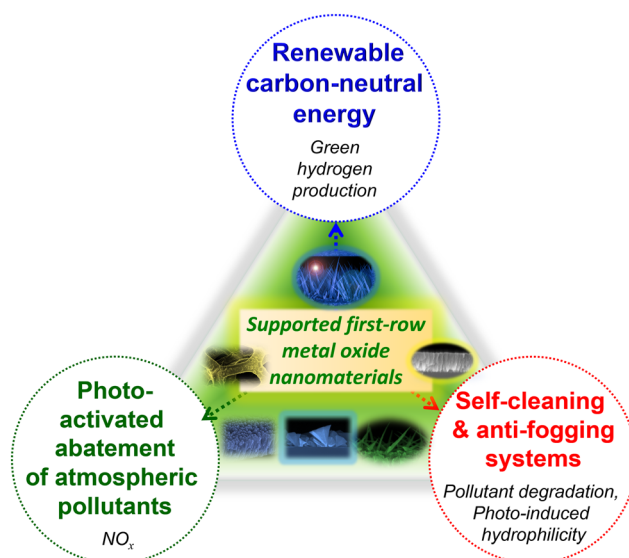 Renewable
carbon-neutral
energy
Green
hydrogen
production
Supported first-row
metal oxide
nanomaterials
Photo-
activated
abatement
of atmospheric
pollutants
NOₓ
Self-cleaning
& anti-fogging
systems
Pollutant degradation,
Photo-induced
hydrophilicity